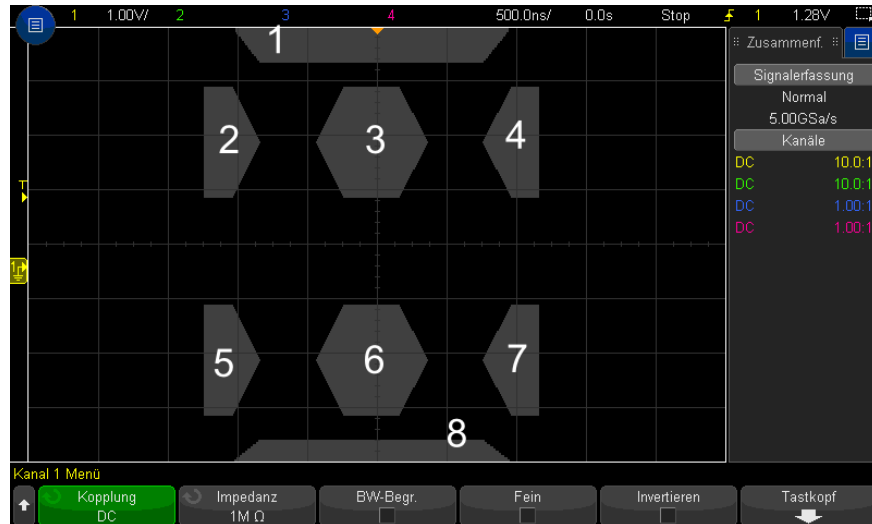 1 1.00V/ 2 3 4 500.0ns/ 0.0s Stop 1 1.28V
Zusammenf.
Signalerfassung
Normal
5.00GSa/s
Kanäle
DC 10.0:1
DC 10.0:1
DC 1.00:1
DC 1.00:1
1
2 3 4
T
1
5 6 7
8
Kanal 1 Menü
Kopplung Impedanz BW-Begr. Fein Invertieren Tastkopf
DC 1M Ω